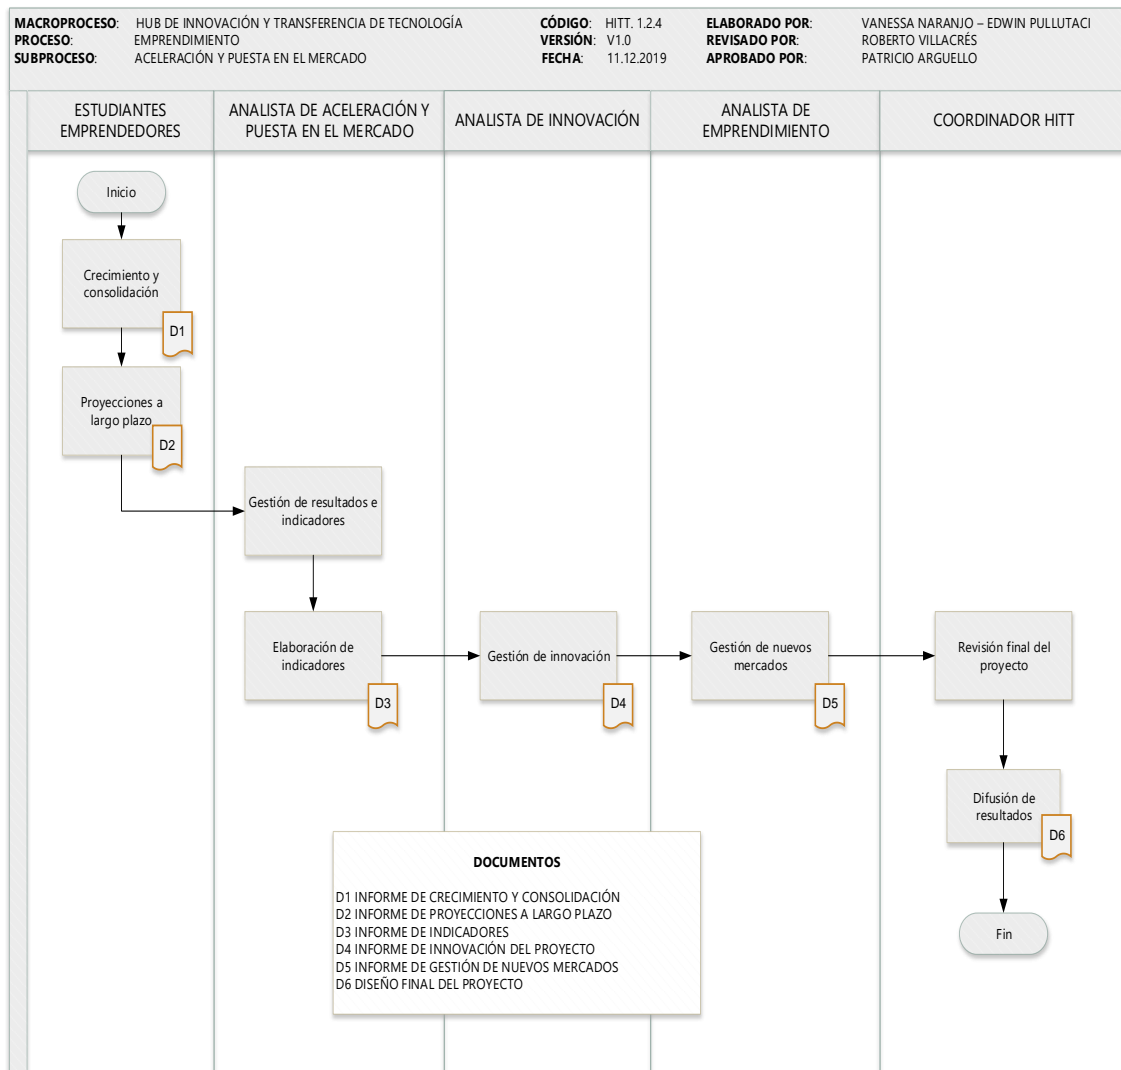 MACROPROCESO: HUB DE INNOVACIÓN Y TRANSFERENCIA DE TECNOLOGÍA
PROCESO: EMPRENDIMIENTO
SUBPROCESO: ACELERACIÓN Y PUESTA EN EL MERCADO
CÓDIGO: HITT. 1.2.4
VERSIÓN: V1.0
FECHA: 11.12.2019
ELABORADO POR: VANESSA NARANJO – EDWIN PULLUTACI
REVISADO POR: ROBERTO VILLACRÉS
APROBADO POR: PATRICIO ARGUELLO
ESTUDIANTES
EMPRENDEDORES
ANALISTA DE ACELERACIÓN Y
PUESTA EN EL MERCADO
ANALISTA DE INNOVACIÓN
ANALISTA DE
EMPRENDIMIENTO
COORDINADOR HITT
Inicio
Crecimiento y
consolidación
D1
Proyecciones a
largo plazo
D2
Gestión de resultados e
indicadores
Elaboración de
indicadores
D3
Gestión de innovación
D4
Gestión de nuevos
mercados
D5
Revisión final del
proyecto
Difusión de
resultados
D6
Fin
DOCUMENTOS
D1 INFORME DE CRECIMIENTO Y CONSOLIDACIÓN
D2 INFORME DE PROYECCIONES A LARGO PLAZO
D3 INFORME DE INDICADORES
D4 INFORME DE INNOVACIÓN DEL PROYECTO
D5 INFORME DE GESTIÓN DE NUEVOS MERCADOS
D6 DISEÑO FINAL DEL PROYECTO